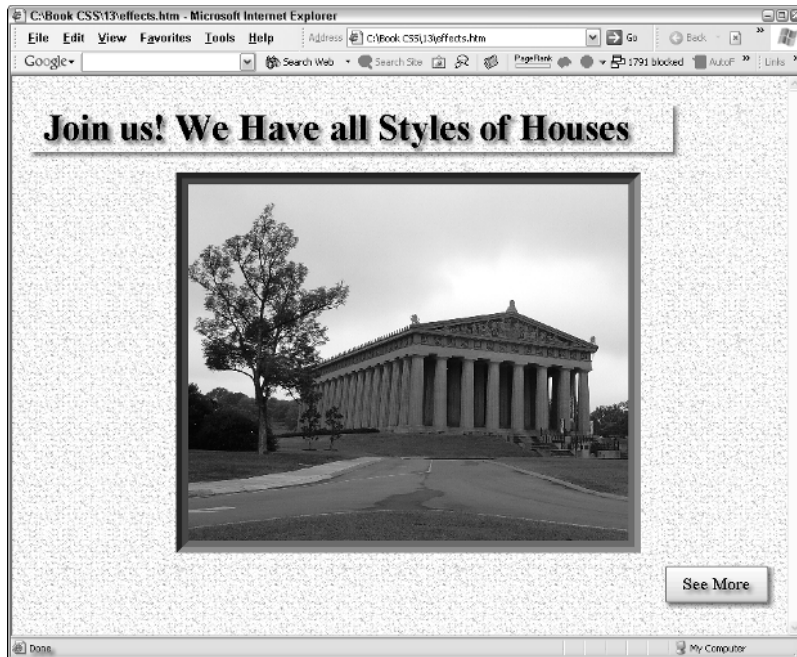 C:\Book CSS\13\effects.htm - Microsoft Internet Explorer
File Edit View Favorites Tools Help Address C:\Book CSS\13\effects.htm Go Back »
Google Search Web Search Site PageRank 1791 blocked AutoF » Links »
Join us! We Have all Styles of Houses
See More
Done My Computer